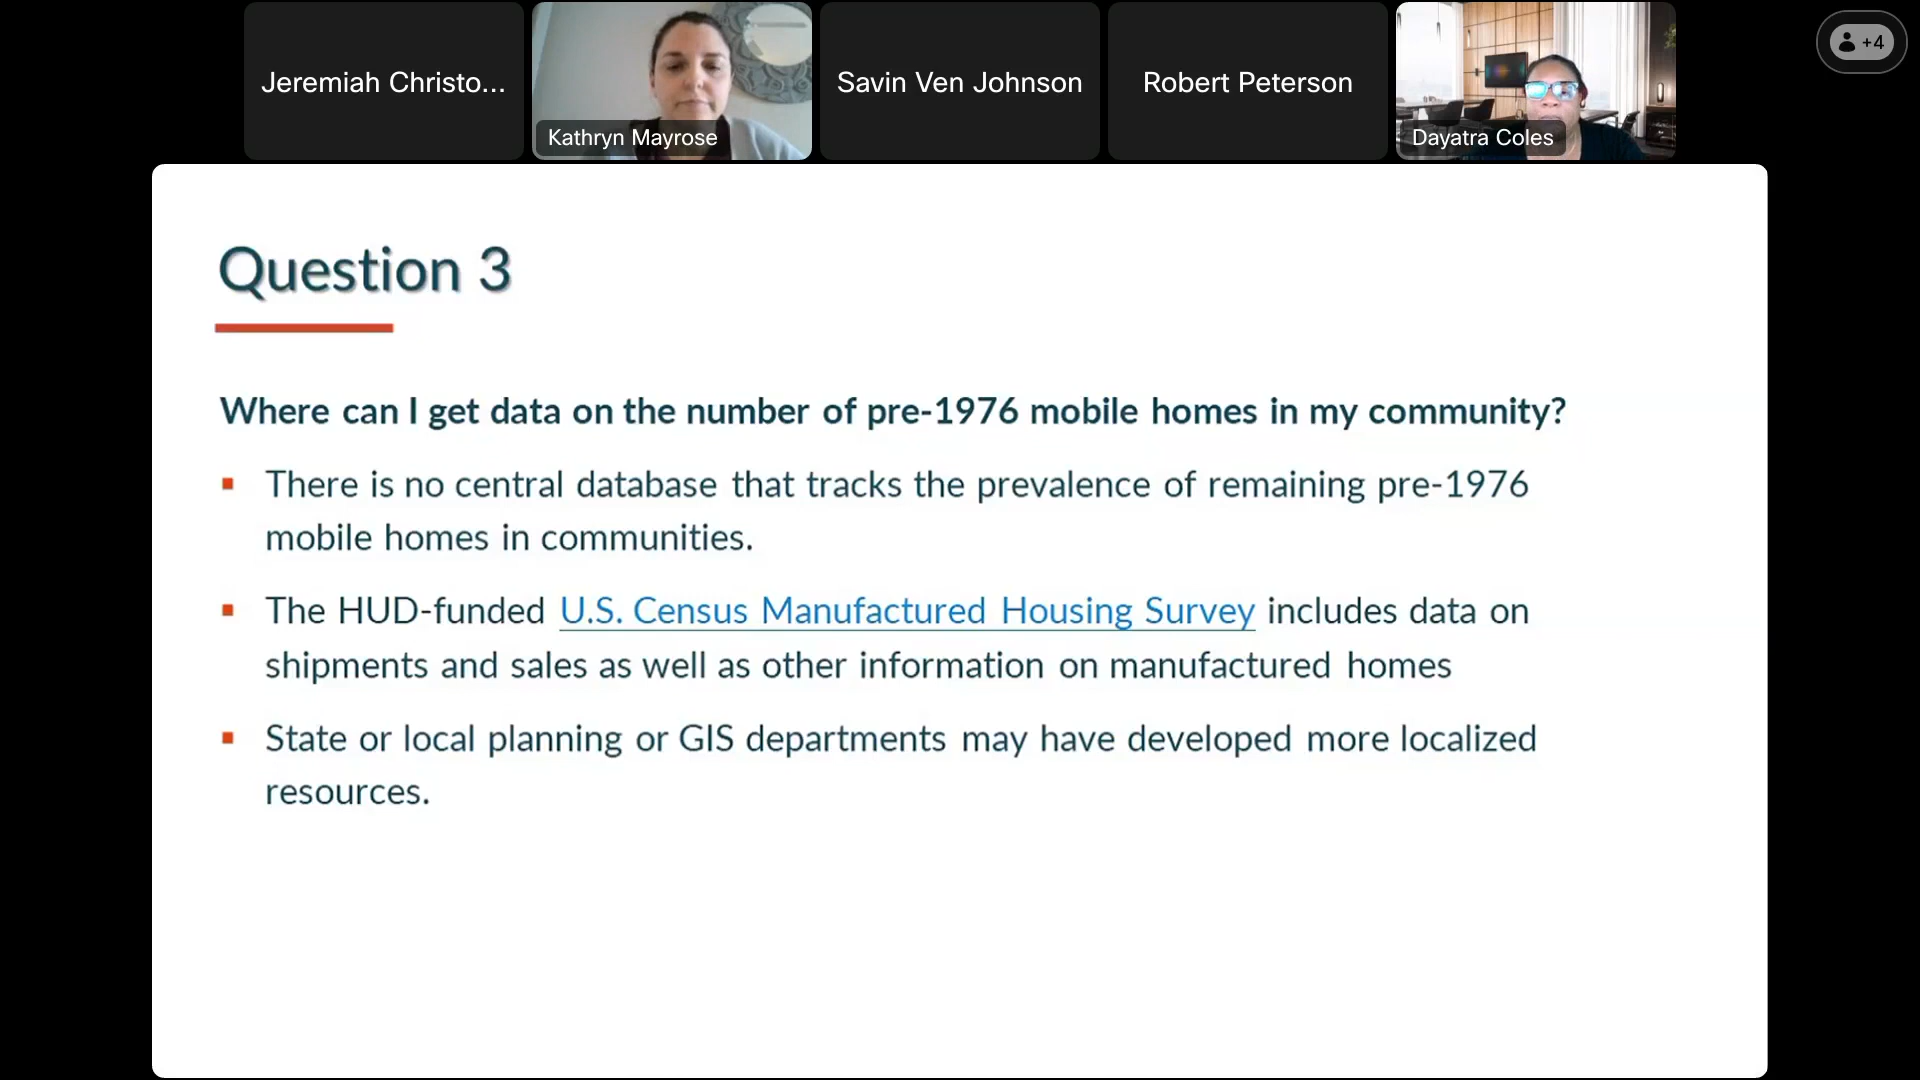 Jeremiah Christo...
Kathryn Mayrose
Savin Ven Johnson
Robert Peterson
Dayatra Coles
+4
Question 3
Where can I get data on the number of pre-1976 mobile homes in my community?
▪ There is no central database that tracks the prevalence of remaining pre-1976
mobile homes in communities.
▪ The HUD-funded U.S. Census Manufactured Housing Survey includes data on
shipments and sales as well as other information on manufactured homes
▪ State or local planning or GIS departments may have developed more localized
resources.